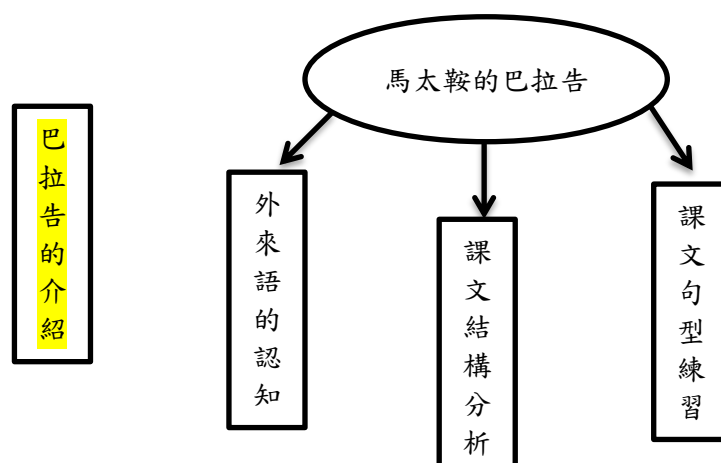 馬太鞍的巴拉告
巴拉告的介紹
外來語的認知
課文結構分析
課文句型練習